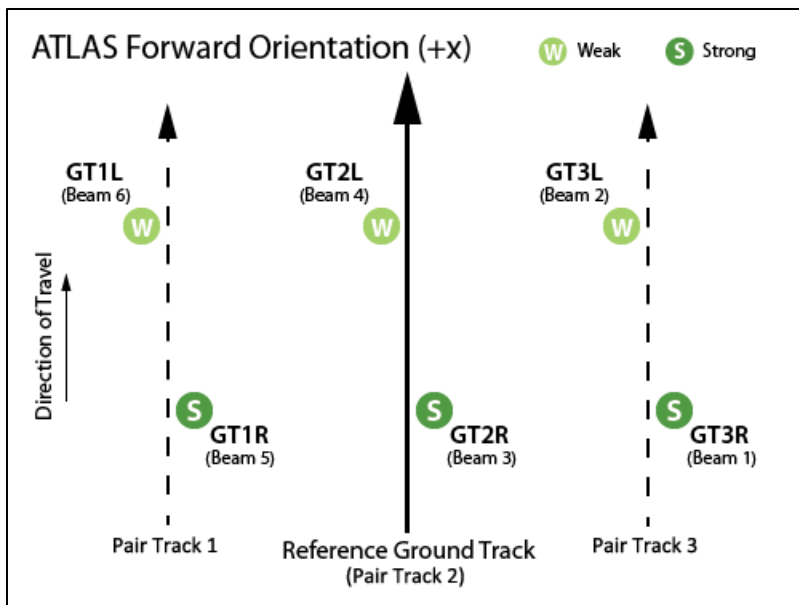 ATLAS Forward Orientation (+x)
W Weak
S Strong
GT1L
(Beam 6)
W
GT2L
(Beam 4)
W
GT3L
(Beam 2)
W
Direction of Travel
S
GT1R
(Beam 5)
S
GT2R
(Beam 3)
S
GT3R
(Beam 1)
Pair Track 1
Reference Ground Track
(Pair Track 2)
Pair Track 3